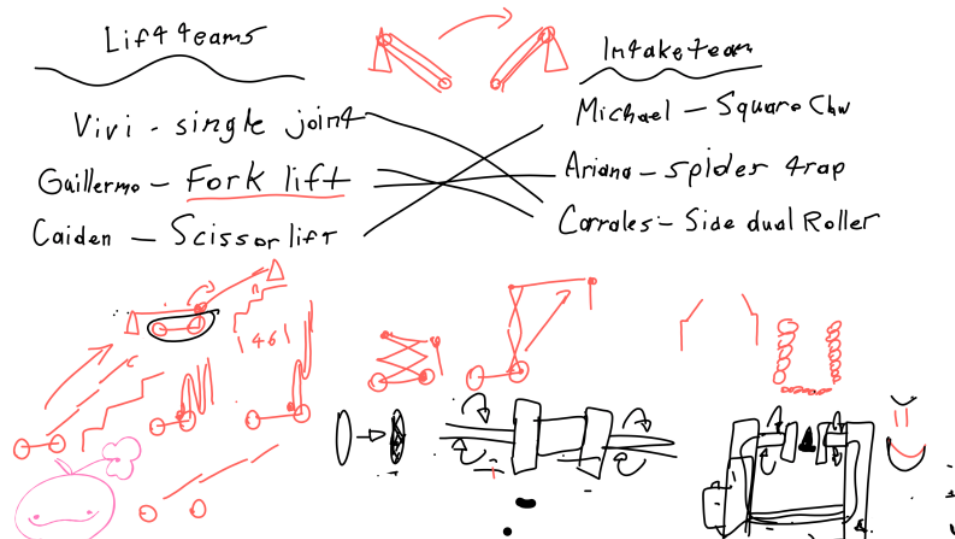 Lift teams
Intake team
Vivi - single joint
Michael - Square Claw
Guillermo - Fork lift
Ariana - spider trap
Caiden - Scissor lift
Corrales - Side dual Roller